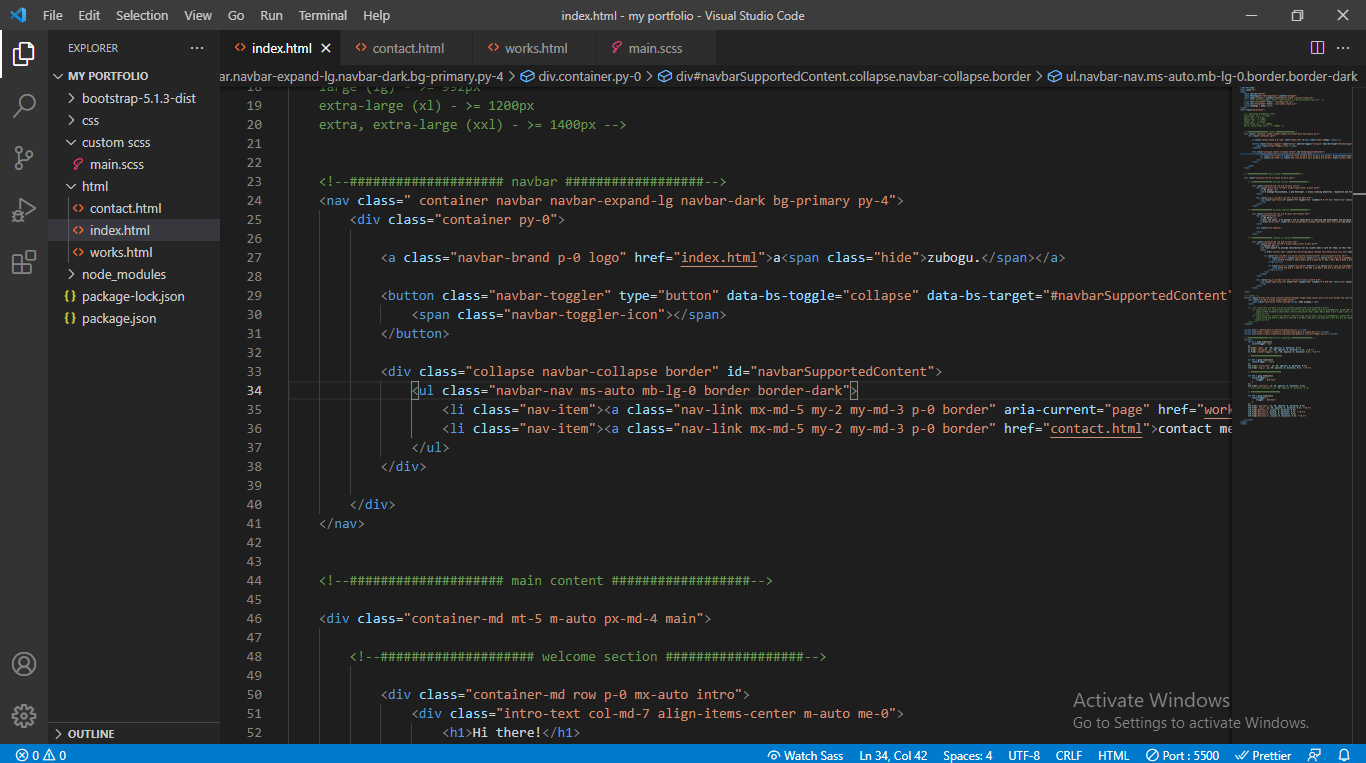 File Edit Selection View Go Run Terminal Help
index.html - my portfolio - Visual Studio Code
EXPLORER
MY PORTFOLIO
bootstrap-5.1.3-dist
css
custom scss
main.scss
html
contact.html
index.html
works.html
node_modules
package-lock.json
package.json
OUTLINE
index.html contact.html works.html main.scss
ar.navbar-expand-lg.navbar-dark.bg-primary.py-4 > div.container.py-0 > div#navbarSupportedContent.collapse.navbar-collapse.border > ul.navbar-nav.ms-auto.mb-lg-0.border.border-dark
18 large (lg) - >= 992px
19 extra-large (xl) - >= 1200px
20 extra, extra-large (xxl) - >= 1400px -->
21
22
23 <!--#################### navbar ##################-->
24 <nav class=" container navbar navbar-expand-lg navbar-dark bg-primary py-4">
25 <div class="container py-0">
26
27 <a class="navbar-brand p-0 logo" href="index.html">a<span class="hide">zubogu.</span></a>
28
29 <button class="navbar-toggler" type="button" data-bs-toggle="collapse" data-bs-target="#navbarSupportedContent"
30 <span class="navbar-toggler-icon"></span>
31 </button>
32
33 <div class="collapse navbar-collapse border" id="navbarSupportedContent">
34 <ul class="navbar-nav ms-auto mb-lg-0 border border-dark">
35 <li class="nav-item"><a class="nav-link mx-md-5 my-2 my-md-3 p-0 border" aria-current="page" href="work
36 <li class="nav-item"><a class="nav-link mx-md-5 my-2 my-md-3 p-0 border" href="contact.html">contact me
37 </ul>
38 </div>
39
40 </div>
41 </nav>
42
43
44 <!--#################### main content ##################-->
45
46 <div class="container-md mt-5 m-auto px-md-4 main">
47
48 <!--#################### welcome section ##################-->
49
50 <div class="container-md row p-0 mx-auto intro">
51 <div class="intro-text col-md-7 align-items-center m-auto me-0">
52 <h1>Hi there!</h1>
Activate Windows
Go to Settings to activate Windows.
0 0 Watch Sass Ln 34, Col 42 Spaces: 4 UTF-8 CRLF HTML Port : 5500 Prettier